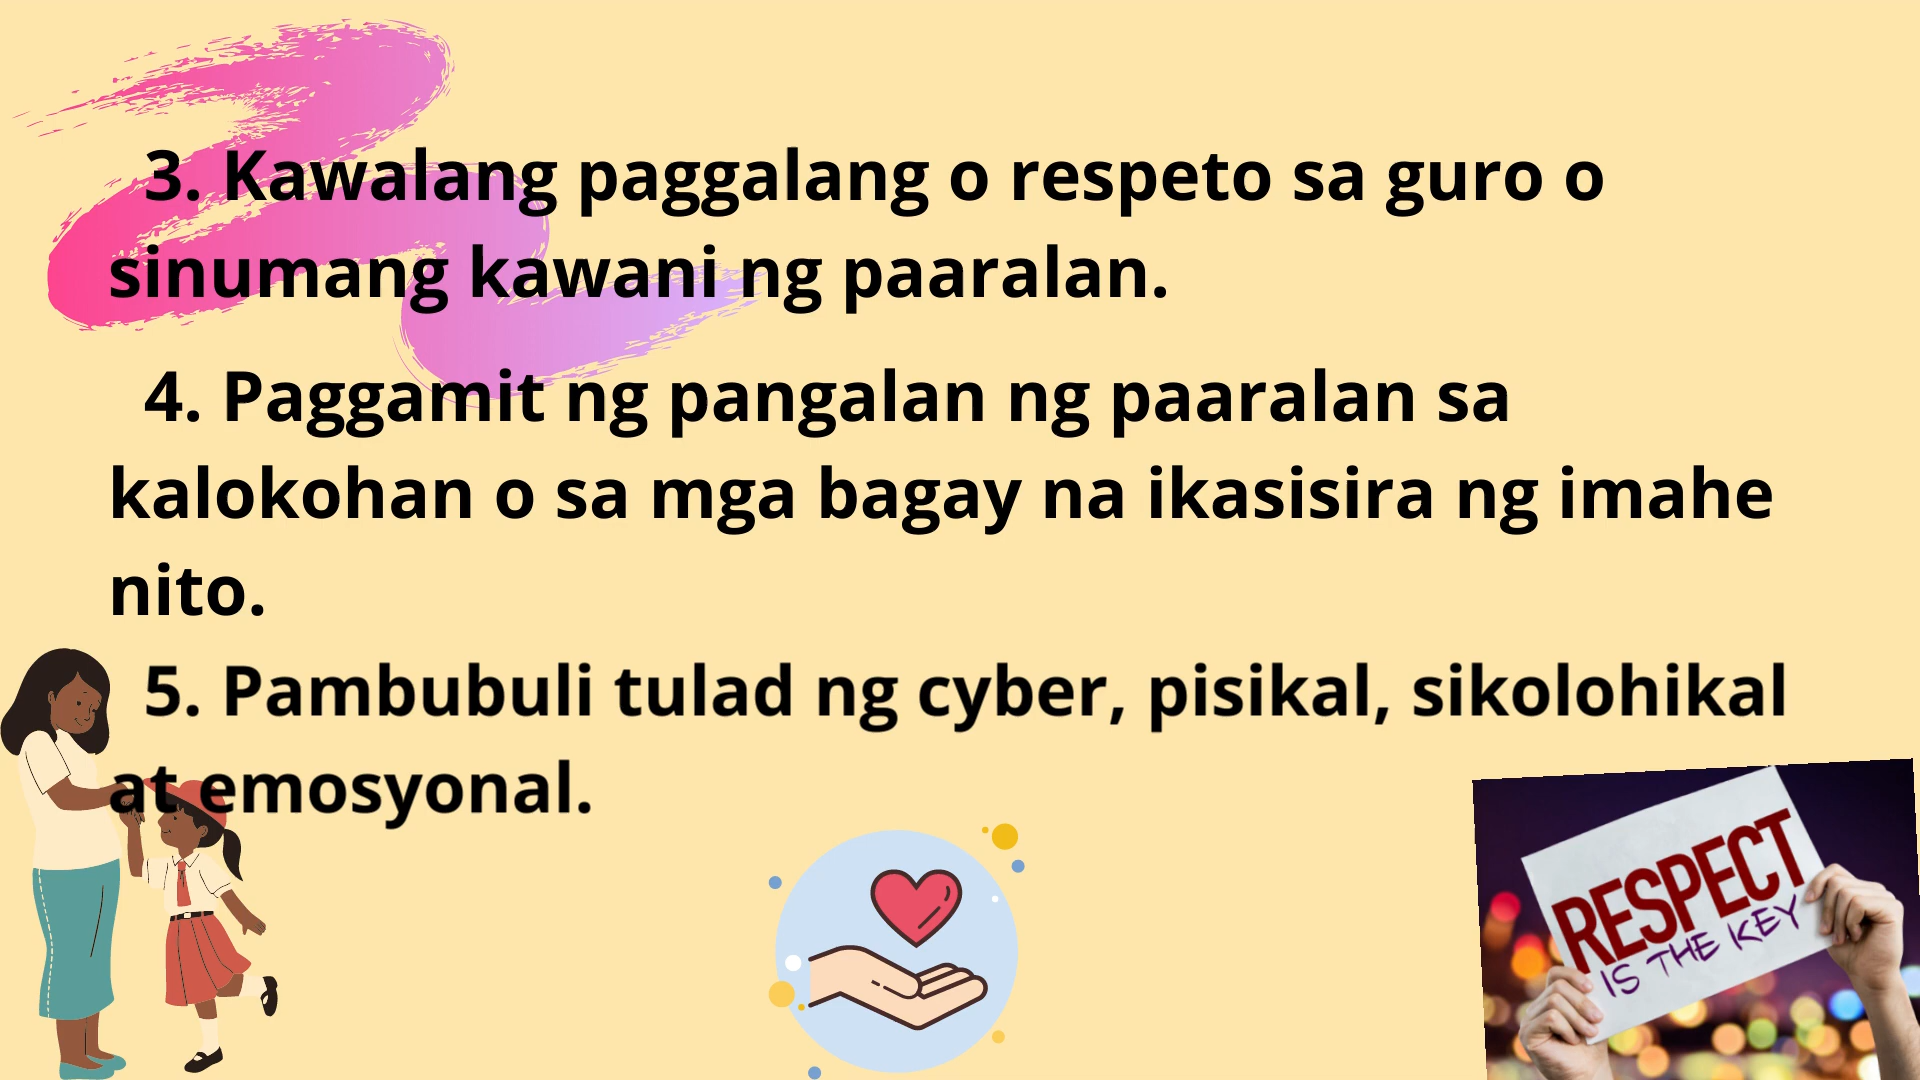 3. Kawalang paggalang o respeto sa guro o
sinumang kawani ng paaralan.
4. Paggamit ng pangalan ng paaralan sa
kalokohan o sa mga bagay na ikasisira ng imahe
nito.
5. Pambubuli tulad ng cyber, pisikal, sikolohikal
at emosyonal.
RESPECT
IS THE KEY